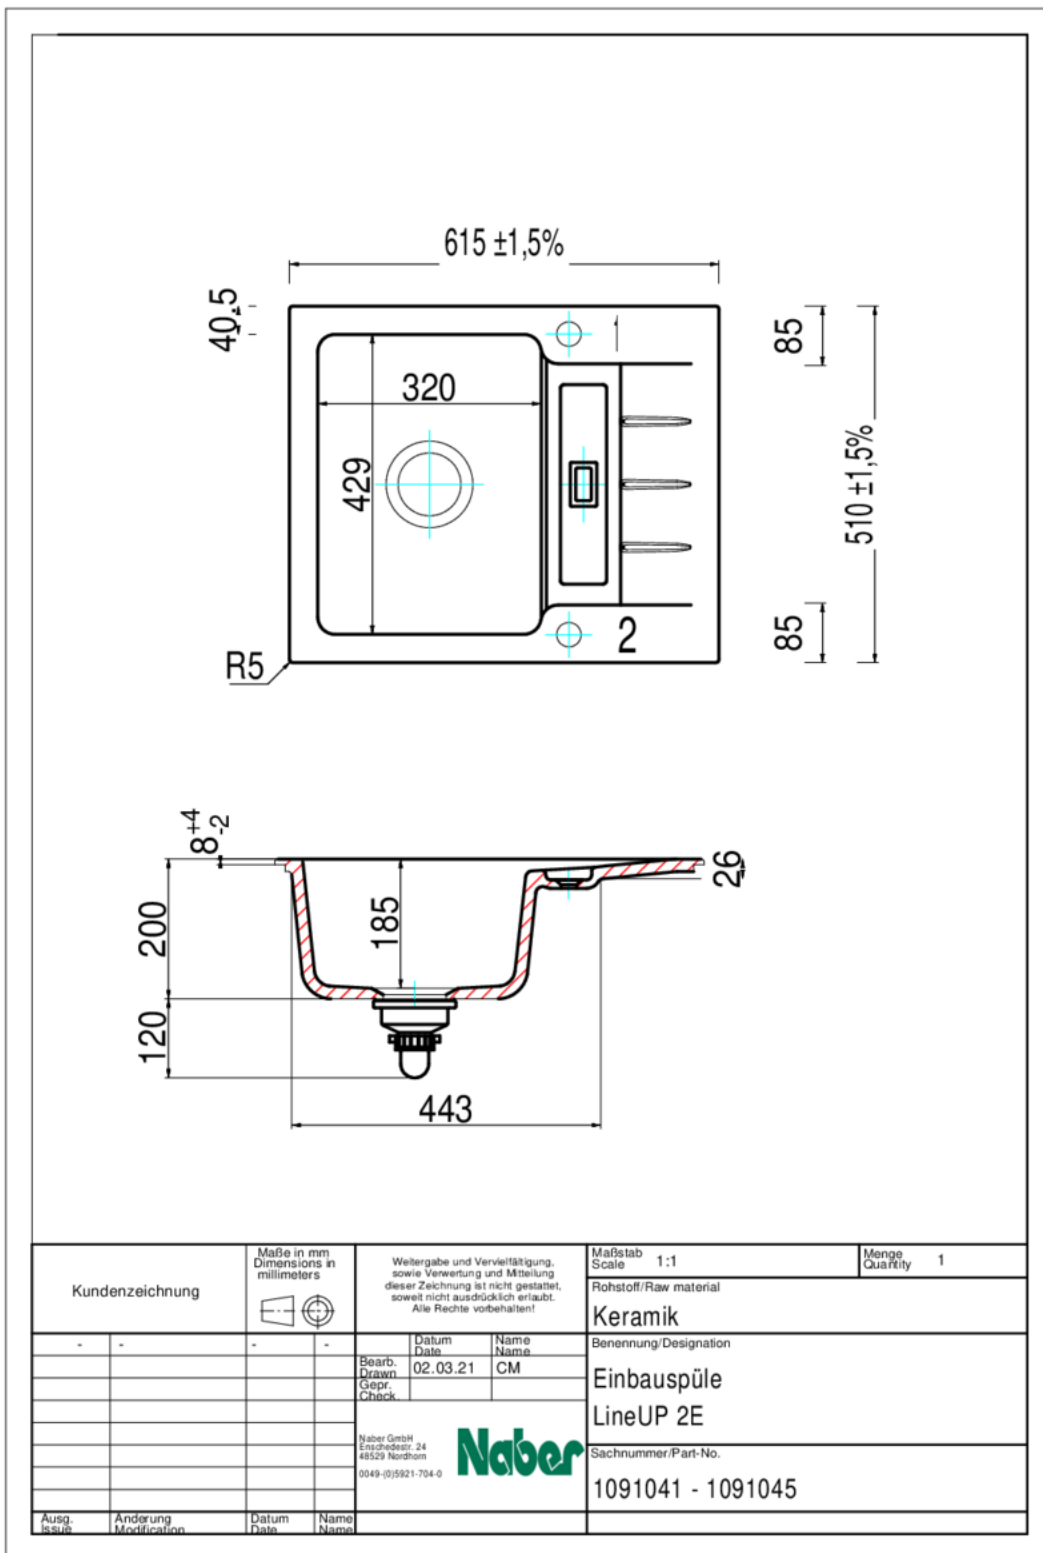 615 ±1,5%
40.5
85
320
429
510 ±1,5%
85
2
R5
8 +4 -2
26
200
185
120
443
Kundenzeichnung
Maße in mm
Dimensions in
millimeters
Weitergabe und Vervielfältigung,
sowie Verwertung und Mitteilung
dieser Zeichnung ist nicht gestattet,
soweit nicht ausdrücklich erlaubt.
Alle Rechte vorbehalten!
Maßstab
Scale 1:1
Menge
Quantity 1
Rohstoff/Raw material
Keramik
- - - -
Datum Name
Date Name
Bearb.
Drawn 02.03.21 CM
Gepr.
Check.
Benennung/Designation
Einbauspüle
LineUP 2E
Naber GmbH
Enschedestr. 24
48529 Nordhorn
0049-(0)5921-704-0
Naber
Sachnummer/Part-No.
1091041 - 1091045
Ausg. Änderung Datum Name
Issue Modification Date Name